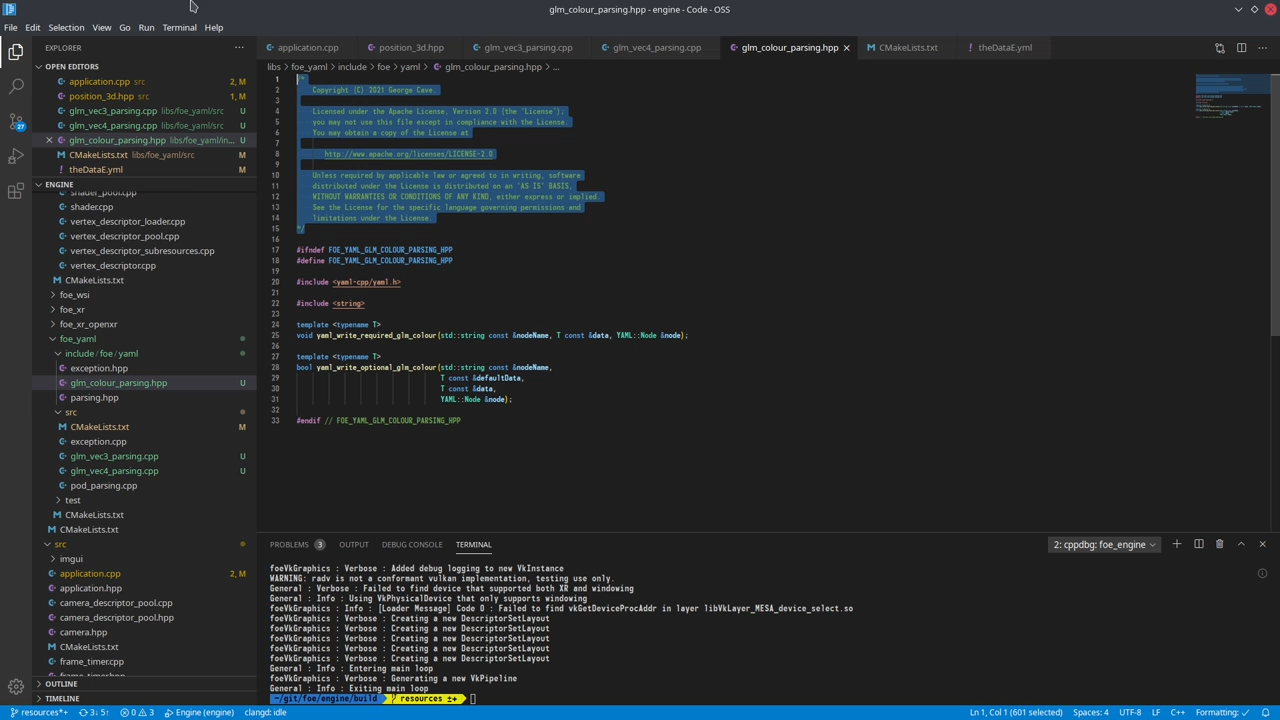 glm_colour_parsing.hpp - engine - Code - OSS
File Edit Selection View Go Run Terminal Help
EXPLORER
OPEN EDITORS
application.cpp src 2, M
position_3d.hpp src 1, M
glm_vec3_parsing.cpp libs/foe_yaml/src U
glm_vec4_parsing.cpp libs/foe_yaml/src U
glm_colour_parsing.hpp libs/foe_yaml/in... U
CMakeLists.txt libs/foe_yaml/src M
theDataE.yml
ENGINE
shader_pool.cpp
shader.cpp
vertex_descriptor_loader.cpp
vertex_descriptor_pool.cpp
vertex_descriptor_subresources.cpp
vertex_descriptor.cpp
CMakeLists.txt
foe_wsi
foe_xr
foe_xr_openxr
foe_yaml
include / foe / yaml
exception.hpp
glm_colour_parsing.hpp U
parsing.hpp
src
CMakeLists.txt M
exception.cpp
glm_vec3_parsing.cpp U
glm_vec4_parsing.cpp U
pod_parsing.cpp
test
CMakeLists.txt
CMakeLists.txt
src
imgui
application.cpp 2, M
application.hpp
camera_descriptor_pool.cpp
camera_descriptor_pool.hpp
camera.hpp
CMakeLists.txt
frame_timer.cpp
frame_timer.hpp
OUTLINE
TIMELINE
27
application.cpp position_3d.hpp glm_vec3_parsing.cpp glm_vec4_parsing.cpp glm_colour_parsing.hpp CMakeLists.txt theDataE.yml
libs > foe_yaml > include > foe > yaml > glm_colour_parsing.hpp > ...
1 /*
2 Copyright (C) 2021 George Cave.
3
4 Licensed under the Apache License, Version 2.0 (the "License");
5 you may not use this file except in compliance with the License.
6 You may obtain a copy of the License at
7
8 http://www.apache.org/licenses/LICENSE-2.0
9
10 Unless required by applicable law or agreed to in writing, software
11 distributed under the License is distributed on an "AS IS" BASIS,
12 WITHOUT WARRANTIES OR CONDITIONS OF ANY KIND, either express or implied.
13 See the License for the specific language governing permissions and
14 limitations under the License.
15 */
16
17 #ifndef FOE_YAML_GLM_COLOUR_PARSING_HPP
18 #define FOE_YAML_GLM_COLOUR_PARSING_HPP
19
20 #include <yaml-cpp/yaml.h>
21
22 #include <string>
23
24 template <typename T>
25 void yaml_write_required_glm_colour(std::string const &nodeName, T const &data, YAML::Node &node);
26
27 template <typename T>
28 bool yaml_write_optional_glm_colour(std::string const &nodeName,
29 T const &defaultData,
30 T const &data,
31 YAML::Node &node);
32
33 #endif // FOE_YAML_GLM_COLOUR_PARSING_HPP
PROBLEMS 3 OUTPUT DEBUG CONSOLE TERMINAL 2: cppdbg: foe_engine
foeVkGraphics : Verbose : Added debug logging to new VkInstance
WARNING: radv is not a conformant vulkan implementation, testing use only.
General : Verbose : Failed to find device that supported both XR and windowing
General : Info : Using VkPhysicalDevice that only supports windowing
foeVkGraphics : Info : [Loader Message] Code 0 : Failed to find vkGetDeviceProcAddr in layer libVkLayer_MESA_device_select.so
foeVkGraphics : Verbose : Creating a new DescriptorSetLayout
foeVkGraphics : Verbose : Creating a new DescriptorSetLayout
foeVkGraphics : Verbose : Creating a new DescriptorSetLayout
foeVkGraphics : Verbose : Creating a new DescriptorSetLayout
foeVkGraphics : Verbose : Creating a new DescriptorSetLayout
General : Info : Entering main loop
foeVkGraphics : Verbose : Generating a new VkPipeline
General : Info : Exiting main loop
~/git/foe/engine/build resources ±✚
resources*+ 3↓ 5↑ 0 3 Engine (engine) clangd: idle Ln 1, Col 1 (601 selected) Spaces: 4 UTF-8 LF C++ Formatting: ✓